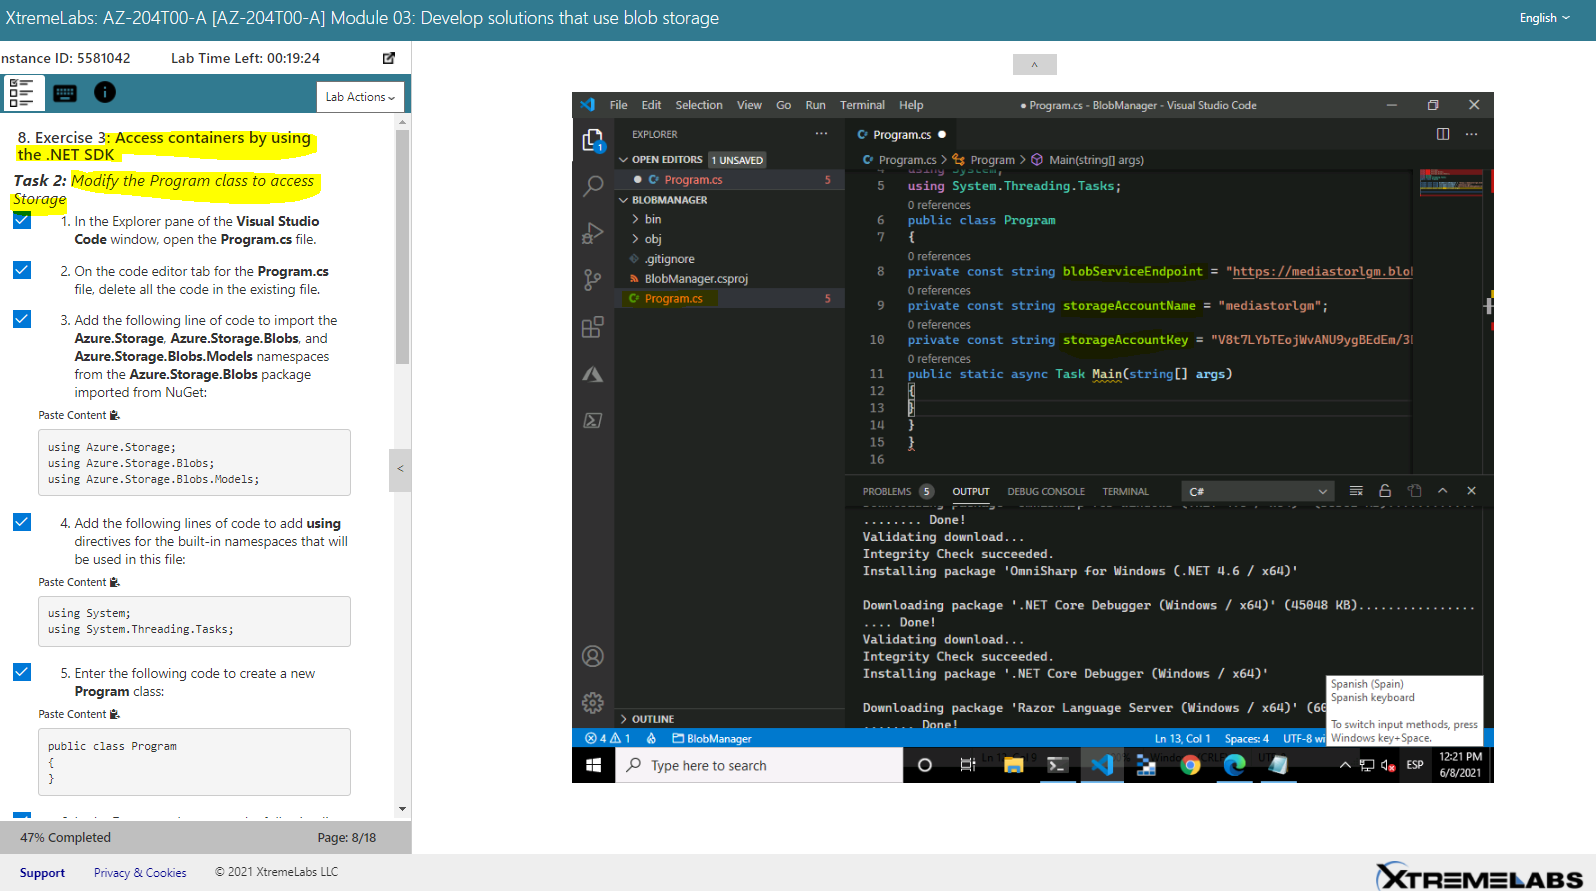 XtremeLabs: AZ-204T00-A [AZ-204T00-A] Module 03: Develop solutions that use blob storage
English
nstance ID: 5581042
Lab Time Left: 00:19:24
Lab Actions
8. Exercise 3: Access containers by using
the .NET SDK
Task 2: Modify the Program class to access
Storage
1. In the Explorer pane of the Visual Studio
Code window, open the Program.cs file.
2. On the code editor tab for the Program.cs
file, delete all the code in the existing file.
3. Add the following line of code to import the
Azure.Storage, Azure.Storage.Blobs, and
Azure.Storage.Blobs.Models namespaces
from the Azure.Storage.Blobs package
imported from NuGet:
Paste Content
using Azure.Storage;
using Azure.Storage.Blobs;
using Azure.Storage.Blobs.Models;
4. Add the following lines of code to add using
directives for the built-in namespaces that will
be used in this file:
Paste Content
using System;
using System.Threading.Tasks;
5. Enter the following code to create a new
Program class:
Paste Content
public class Program
{
}
47% Completed
Page: 8/18
File Edit Selection View Go Run Terminal Help
● Program.cs - BlobManager - Visual Studio Code
EXPLORER
OPEN EDITORS 1 UNSAVED
Program.cs 5
BLOBMANAGER
bin
obj
.gitignore
BlobManager.csproj
Program.cs 5
OUTLINE
Program.cs
Program.cs > Program > Main(string[] args)
4 using System;
5 using System.Threading.Tasks;
0 references
6 public class Program
7 {
0 references
8 private const string blobServiceEndpoint = "https://mediastorlgm.blo
0 references
9 private const string storageAccountName = "mediastorlgm";
0 references
10 private const string storageAccountKey = "V8t7LYbTEojWvANU9ygBEdEm/3
0 references
11 public static async Task Main(string[] args)
12 {
13 }
14 }
15 }
16
PROBLEMS 5 OUTPUT DEBUG CONSOLE TERMINAL
C#
........ Done!
Validating download...
Integrity Check succeeded.
Installing package 'OmniSharp for Windows (.NET 4.6 / x64)'
Downloading package '.NET Core Debugger (Windows / x64)' (45048 KB).................
.... Done!
Validating download...
Integrity Check succeeded.
Installing package '.NET Core Debugger (Windows / x64)'
Downloading package 'Razor Language Server (Windows / x64)' (60
....... Done!
Spanish (Spain)
Spanish keyboard
To switch input methods, press
Windows key+Space.
4 1 BlobManager
Ln 13, Col 1 Spaces: 4 UTF-8 wi
Type here to search
ESP
12:21 PM
6/8/2021
Support
Privacy & Cookies
© 2021 XtremeLabs LLC
XTREMELABS